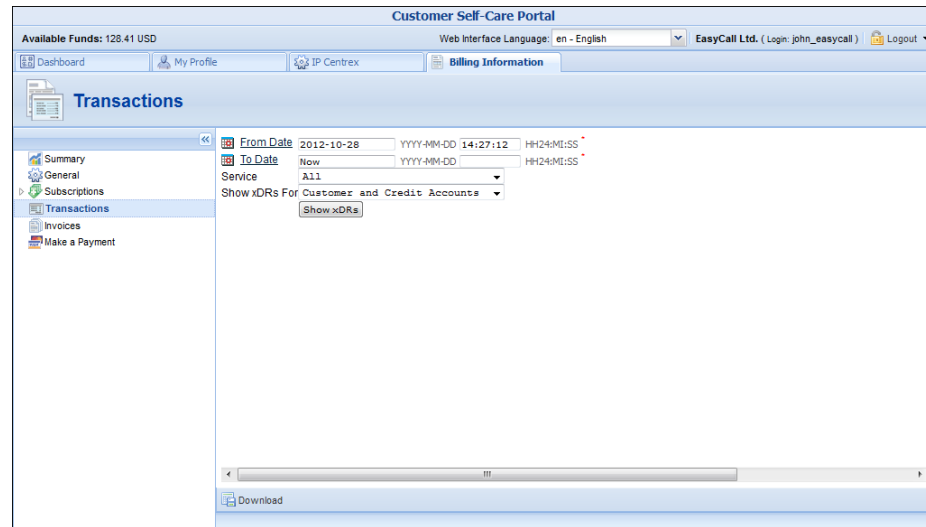 Customer Self-Care Portal
Available Funds: 128.41 USD Web Interface Language: en - English EasyCall Ltd. ( Login: john_easycall ) Logout
Dashboard My Profile IP Centrex Billing Information
Transactions
From Date 2012-10-28 YYYY-MM-DD 14:27:12 HH24:MI:SS *
To Date Now YYYY-MM-DD HH24:MI:SS *
Service All
Show xDRs For Customer and Credit Accounts
Show xDRs
Summary
General
Subscriptions
Transactions
Invoices
Make a Payment
Download